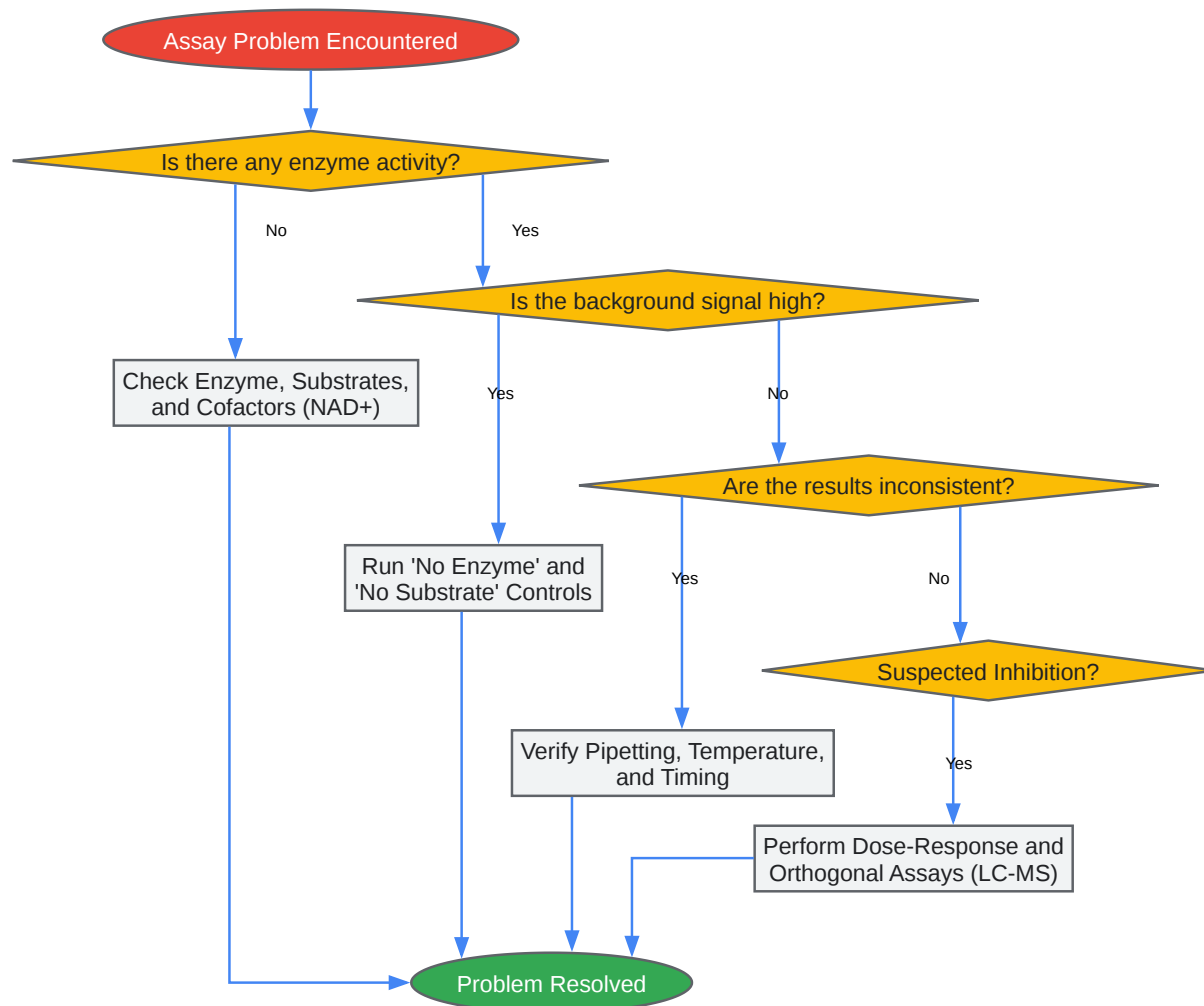 Assay Problem Encountered
Is there any enzyme activity?
No
Yes
Is the background signal high?
Check Enzyme, Substrates,
and Cofactors (NAD+)
Yes
No
Are the results inconsistent?
Run 'No Enzyme' and
'No Substrate' Controls
Yes
No
Suspected Inhibition?
Verify Pipetting, Temperature,
and Timing
Yes
Perform Dose-Response and
Orthogonal Assays (LC-MS)
Problem Resolved